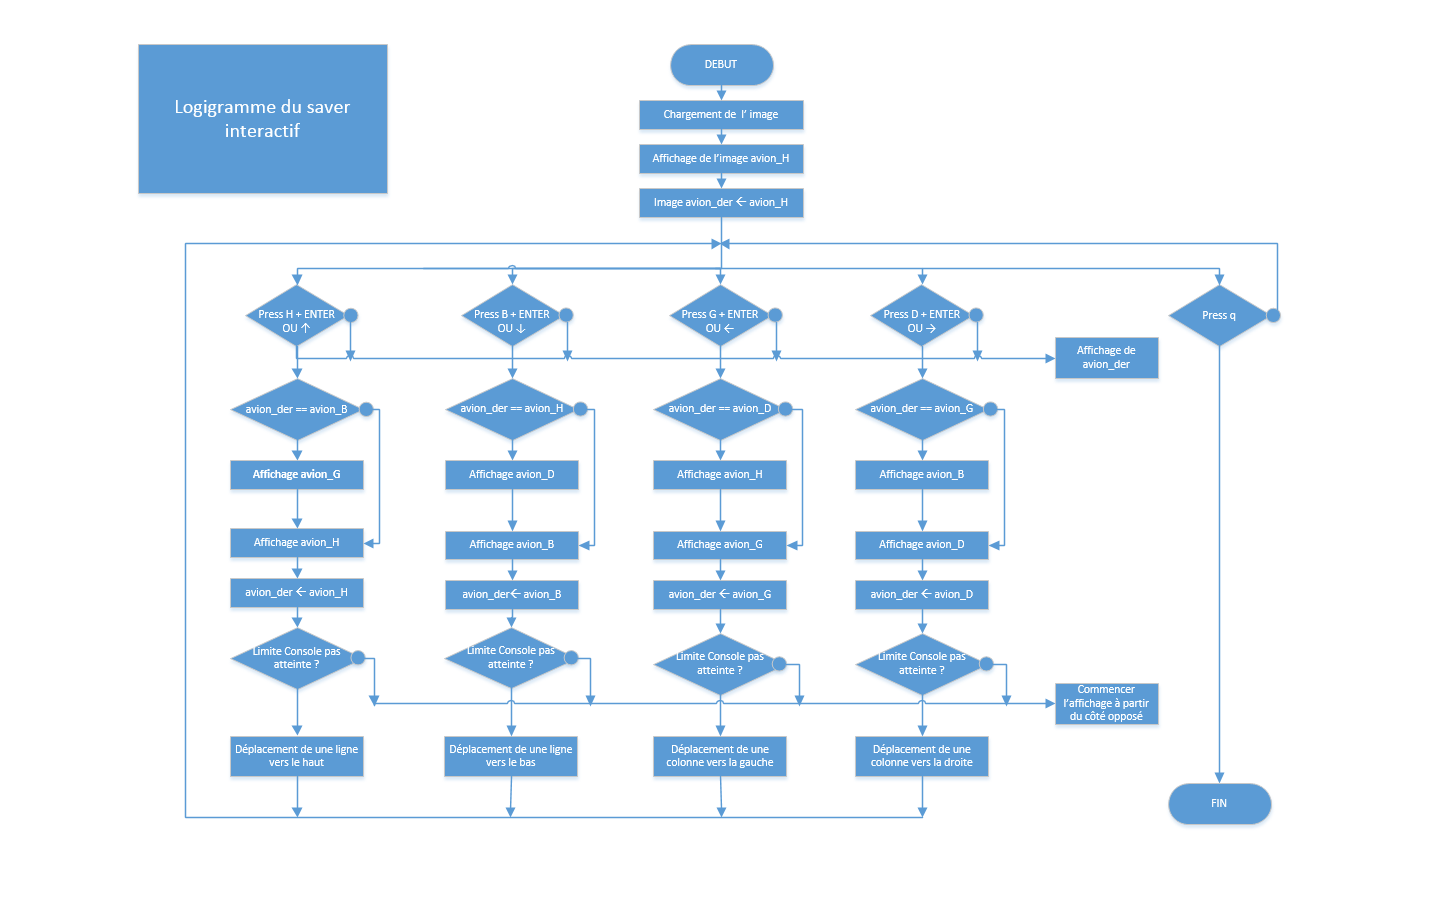 Logigramme du saver
interactif
DEBUT
Chargement de l’ image
Affichage de l’image avion_H
Image avion_der ← avion_H
Press H + ENTER
OU ↑
Press B + ENTER
OU ↓
Press G + ENTER
OU ←
Press D + ENTER
OU →
Press q
Affichage de
avion_der
avion_der == avion_B
avion_der == avion_H
avion_der == avion_D
avion_der == avion_G
Affichage avion_G
Affichage avion_D
Affichage avion_H
Affichage avion_B
Affichage avion_H
Affichage avion_B
Affichage avion_G
Affichage avion_D
avion_der ← avion_H
avion_der← avion_B
avion_der ← avion_G
avion_der ← avion_D
Limite Console pas
atteinte ?
Limite Console pas
atteinte ?
Limite Console pas
atteinte ?
Limite Console pas
atteinte ?
Commencer
l’affichage à partir
du côté opposé
Déplacement de une ligne
vers le haut
Déplacement de une ligne
vers le bas
Déplacement de une
colonne vers la gauche
Déplacement de une
colonne vers la droite
FIN